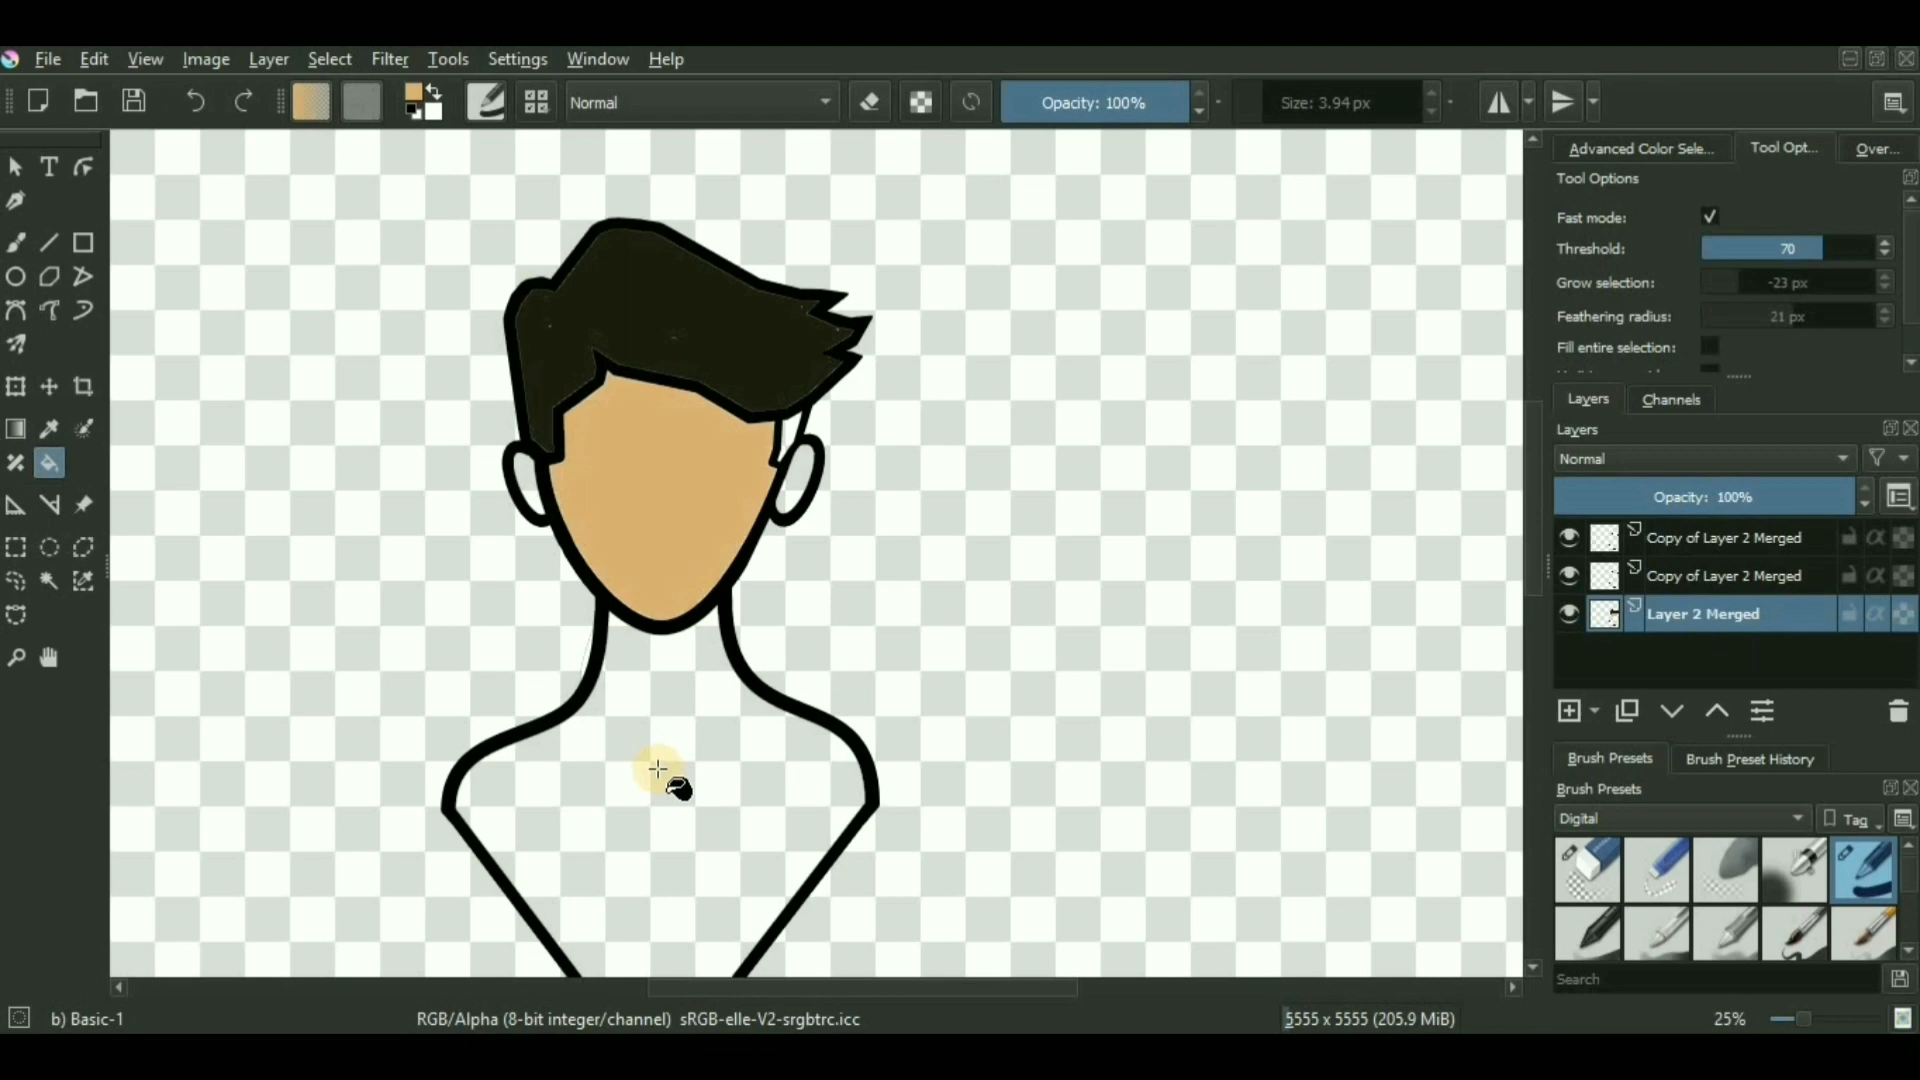 File Edit View Image Layer Select Filter Tools Settings Window Help
Normal
Opacity: 100%
Size: 3.94 px
Advanced Color Sele... Tool Opt... Over...
Tool Options
Fast mode:
Threshold: 70
Grow selection: -23 px
Feathering radius: 21 px
Fill entire selection:
Layers Channels
Layers
Normal
Opacity: 100%
Copy of Layer 2 Merged
Copy of Layer 2 Merged
Layer 2 Merged
Brush Presets Brush Preset History
Brush Presets
Digital Tag
Search
b) Basic-1 RGB/Alpha (8-bit integer/channel) sRGB-elle-V2-srgbtrc.icc 5555 x 5555 (205.9 MiB) 25%